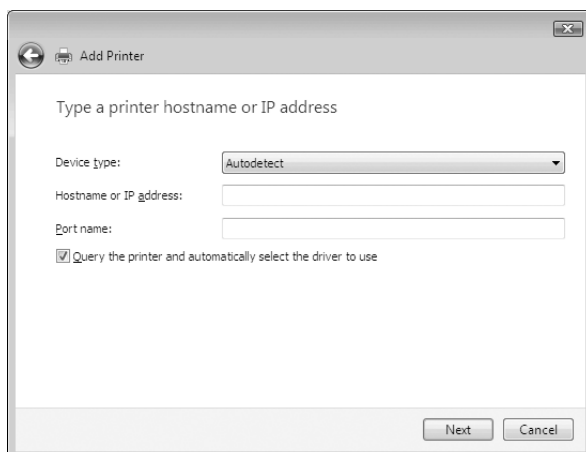 Add Printer
Type a printer hostname or IP address
Device type: Autodetect
Hostname or IP address:
Port name:
Query the printer and automatically select the driver to use
Next Cancel